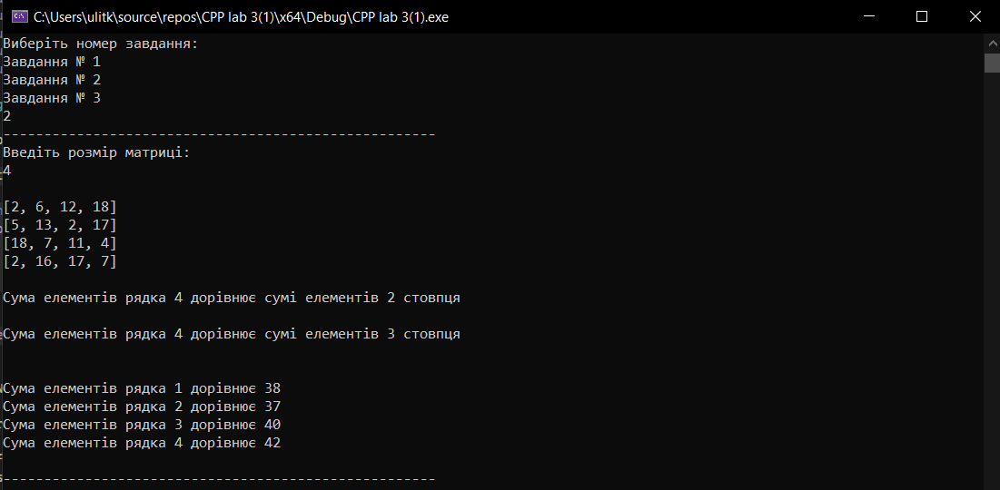 C:\Users\ulitk\source\repos\CPP lab 3(1)\x64\Debug\CPP lab 3(1).exe
Виберіть номер завдання:
Завдання № 1
Завдання № 2
Завдання № 3
2
-----------------------------------------------------
Введіть розмір матриці:
4
[2, 6, 12, 18]
[5, 13, 2, 17]
[18, 7, 11, 4]
[2, 16, 17, 7]
Сума елементів рядка 4 дорівнює сумі елементів 2 стовпця
Сума елементів рядка 4 дорівнює сумі елементів 3 стовпця
Сума елементів рядка 1 дорівнює 38
Сума елементів рядка 2 дорівнює 37
Сума елементів рядка 3 дорівнює 40
Сума елементів рядка 4 дорівнює 42
-----------------------------------------------------